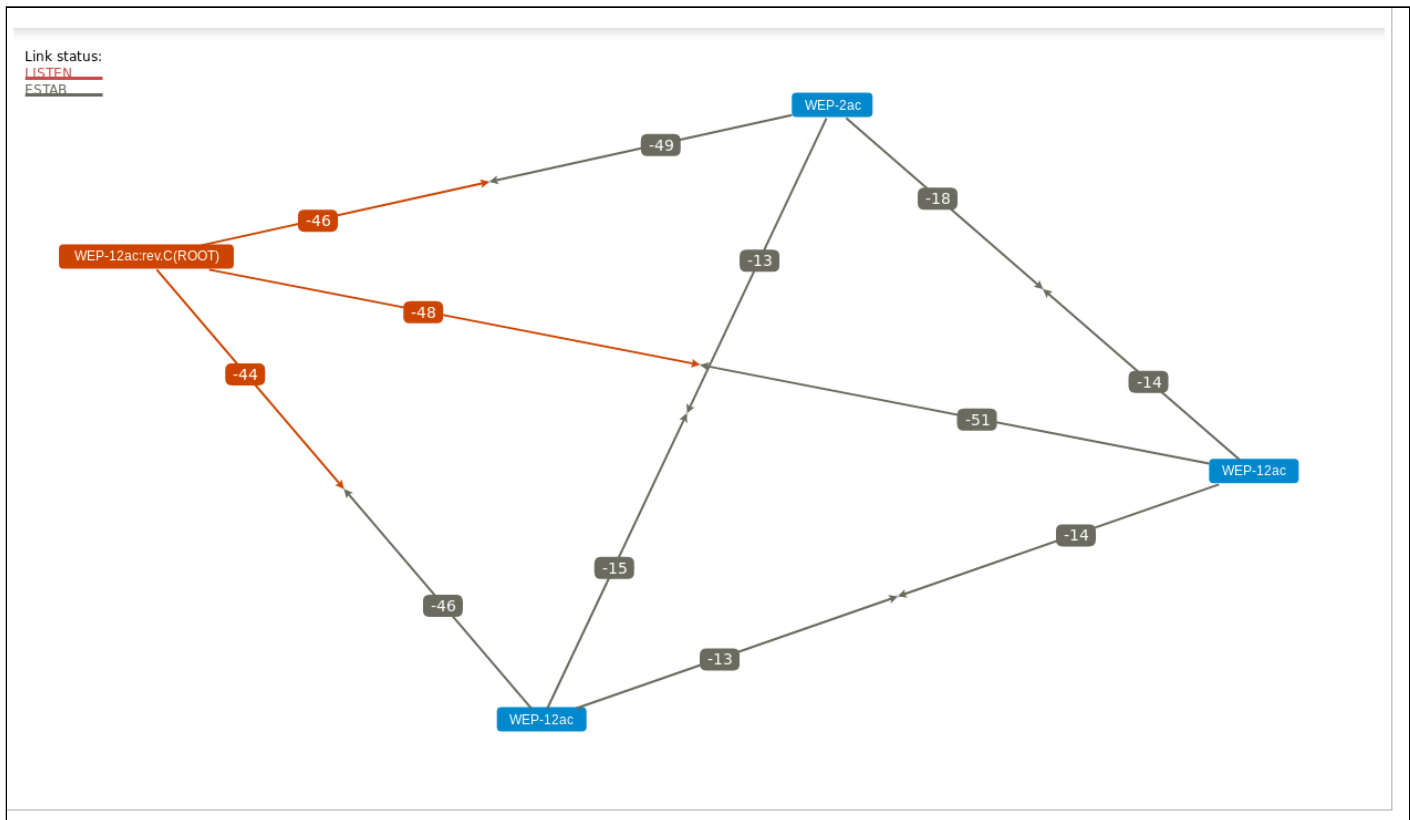 Link status:
LISTEN
ESTAB
WEP-2ac
-49
-18
-46
WEP-12ac:rev.C(ROOT)
-13
-48
-44
-14
-51
WEP-12ac
-14
-15
-46
-13
WEP-12ac